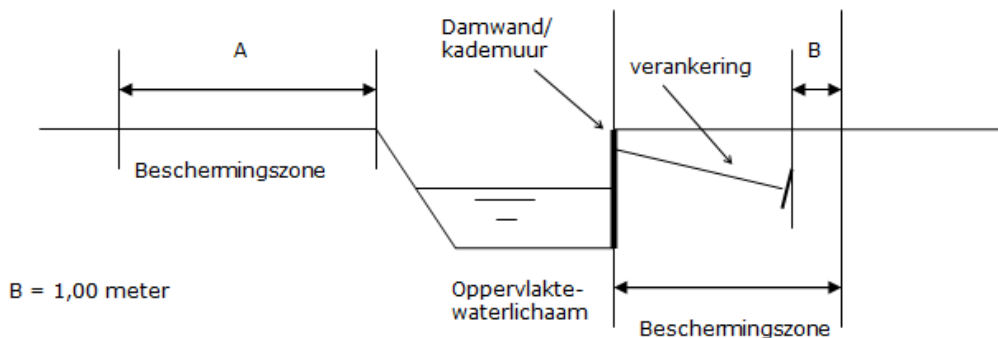 Damwand/
kademuur
A
B
verankering
Beschermingszone
B = 1,00 meter
Oppervlakte-
waterlichaam
Beschermingszone